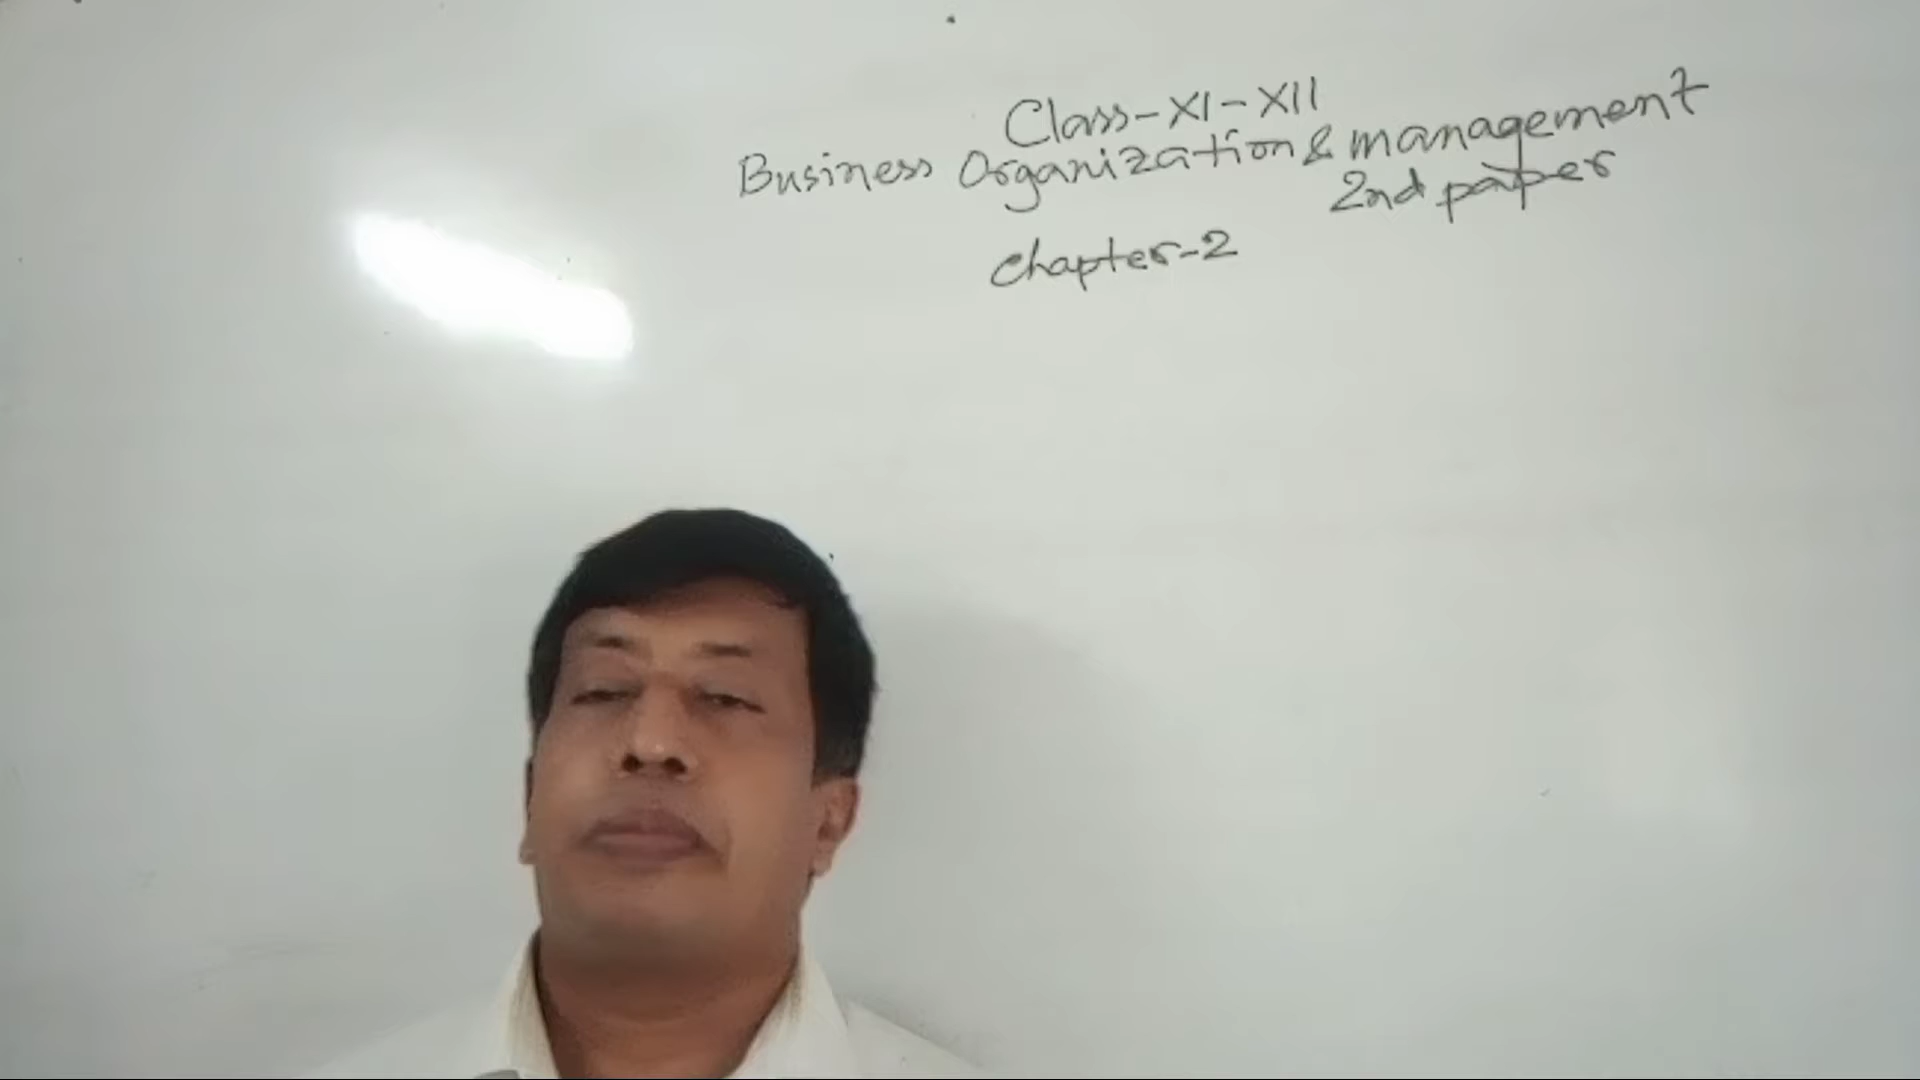 Class-XI-XII
Business Organization & management
2nd paper
chapter-2